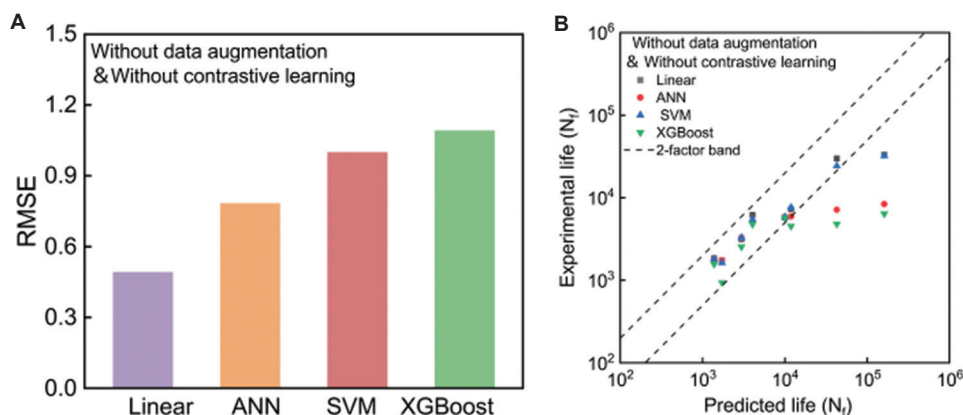 A
RMSE
1.5
1.2
0.9
0.6
0.3
0.0
Without data augmentation
& Without contrastive learning
Linear
ANN
SVM
XGBoost
B
Experimental life (Nf)
10^6
10^5
10^4
10^3
10^2
Without data augmentation
& Without contrastive learning
Linear
ANN
SVM
XGBoost
2-factor band
10^2
10^3
10^4
10^5
10^6
Predicted life (Nf)